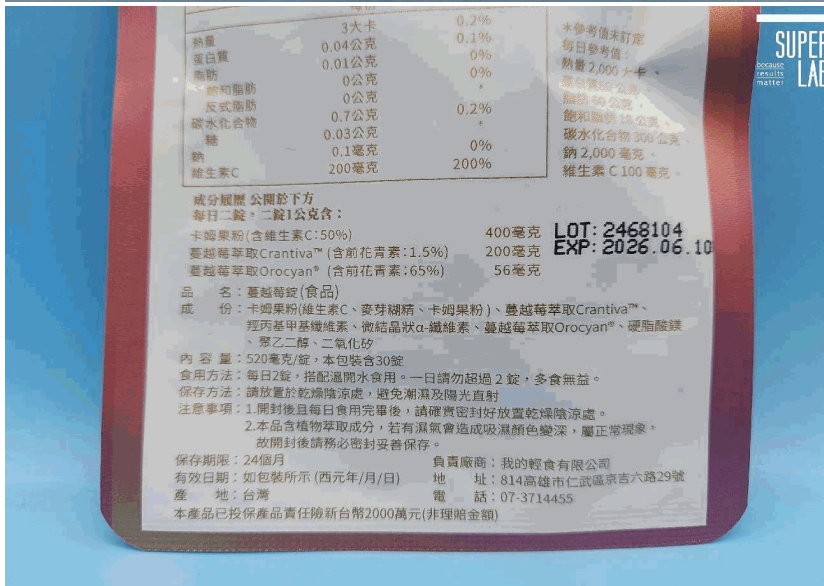 3大卡 0.2%
熱量 0.04公克 0.1%
蛋白質 0.01公克 0%
脂肪 0公克 0%
飽和脂肪 0公克 *
反式脂肪 0.7公克 0.2%
碳水化合物 0.03公克 *
糖 0.1毫克 0%
鈉 200毫克 200%
維生素C
*參考值未訂定
每日參考值：
熱量 2,000 大卡、
脂肪 60 公克、
飽和脂肪 18 公克、
碳水化合物 300 公克、
鈉 2,000 毫克、
維生素 C 100 毫克。
SUPER
LAB
because
results
matter
成分履歷 公開於下方
每日二錠，二錠1公克含：
卡姆果粉(含維生素C:50%) 400毫克
蔓越莓萃取Crantiva™ (含前花青素:1.5%) 200毫克
蔓越莓萃取Orocyan® (含前花青素:65%) 56毫克
LOT: 2468104
EXP: 2026.06.10
品　　名：蔓越莓錠(食品)
成　　份：卡姆果粉(維生素C、麥芽糊精、卡姆果粉)、蔓越莓萃取Crantiva™、
羥丙基甲基纖維素、微結晶狀α-纖維素、蔓越莓萃取Orocyan®、硬脂酸鎂
、聚乙二醇、二氧化矽
內 容 量：520毫克/錠，本包裝含30錠
食用方法：每日2錠，搭配溫開水食用。一日請勿超過 2 錠，多食無益。
保存方法：請放置於乾燥陰涼處，避免潮濕及陽光直射
注意事項：1.開封後且每日食用完畢後，請確實密封好放置乾燥陰涼處。
2.本品含植物萃取成分，若有濕氣會造成吸濕顏色變深，屬正常現象，
故開封後請務必密封妥善保存。
保存期限：24個月
有效日期：如包裝所示 (西元年/月/日)
產　　地：台灣
負責廠商：我的輕食有限公司
地　　址：814高雄市仁武區京吉六路29號
電　　話：07-3714455
本產品已投保產品責任險新台幣2000萬元(非理賠金額)